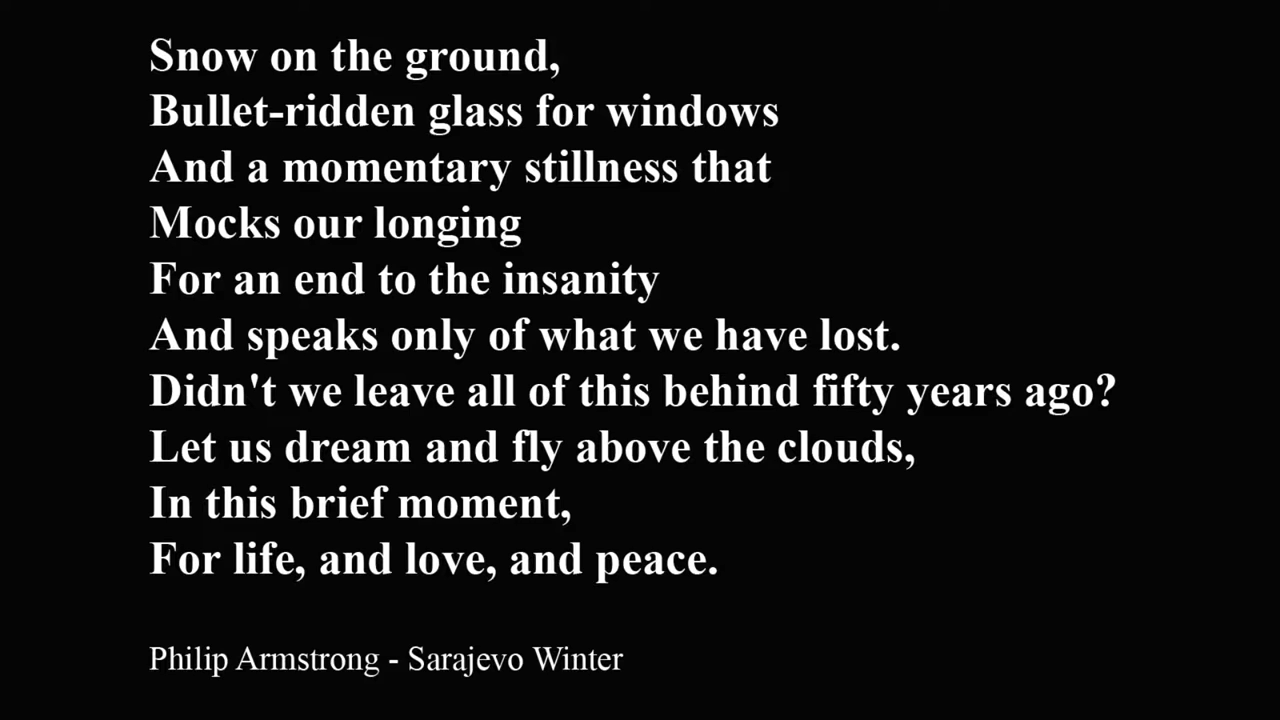 Snow on the ground,
Bullet-ridden glass for windows
And a momentary stillness that
Mocks our longing
For an end to the insanity
And speaks only of what we have lost.
Didn't we leave all of this behind fifty years ago?
Let us dream and fly above the clouds,
In this brief moment,
For life, and love, and peace.
Philip Armstrong - Sarajevo Winter